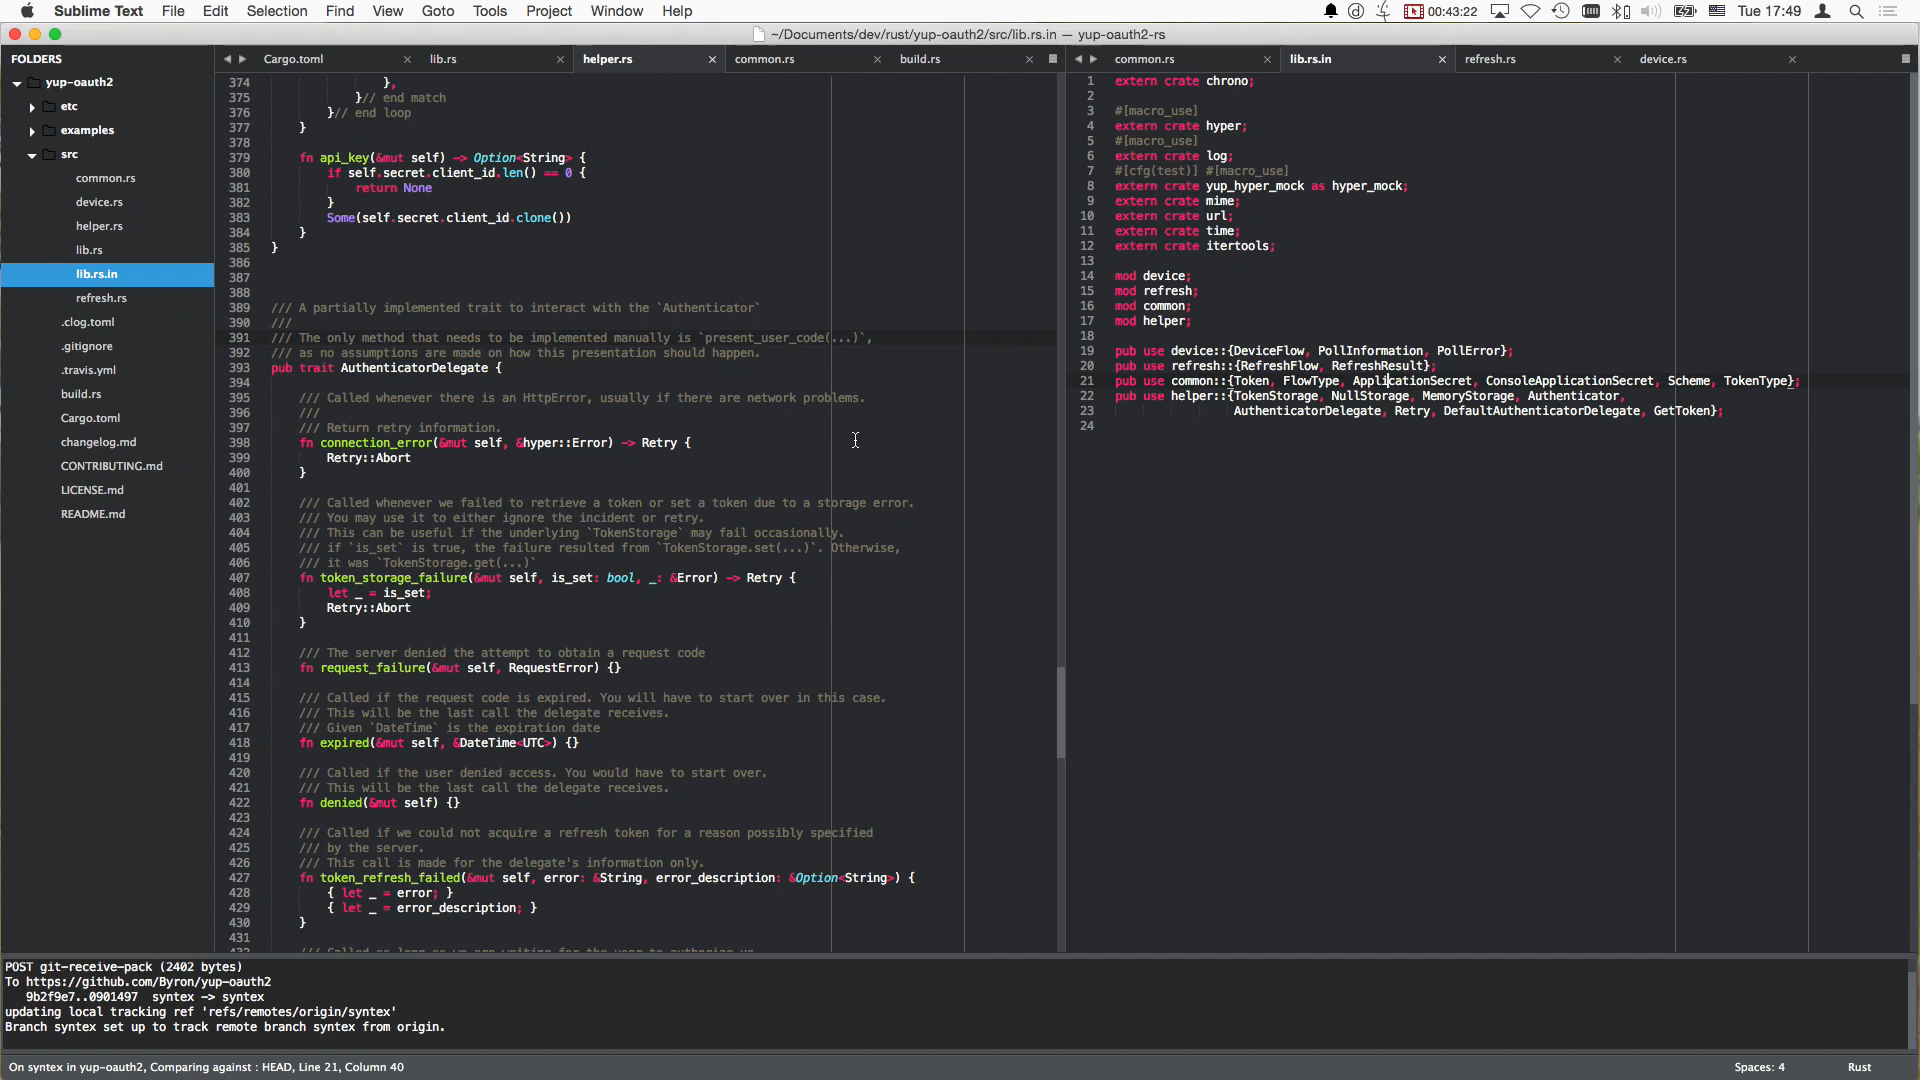 Sublime Text File Edit Selection Find View Goto Tools Project Window Help 00:43:22 Tue 17:49
~/Documents/dev/rust/yup-oauth2/src/lib.rs.in — yup-oauth2-rs
FOLDERS
yup-oauth2
etc
examples
src
common.rs
device.rs
helper.rs
lib.rs
lib.rs.in
refresh.rs
.clog.toml
.gitignore
.travis.yml
build.rs
Cargo.toml
changelog.md
CONTRIBUTING.md
LICENSE.md
README.md
Cargo.toml lib.rs helper.rs common.rs build.rs
374 },
375 }// end match
376 }// end loop
377 }
378
379 fn api_key(&mut self) -> Option<String> {
380 if self.secret.client_id.len() == 0 {
381 return None
382 }
383 Some(self.secret.client_id.clone())
384 }
385 }
386
387
388
389 /// A partially implemented trait to interact with the `Authenticator`
390 ///
391 /// The only method that needs to be implemented manually is `present_user_code(...)`,
392 /// as no assumptions are made on how this presentation should happen.
393 pub trait AuthenticatorDelegate {
394
395 /// Called whenever there is an HttpError, usually if there are network problems.
396 ///
397 /// Return retry information.
398 fn connection_error(&mut self, &hyper::Error) -> Retry {
399 Retry::Abort
400 }
401
402 /// Called whenever we failed to retrieve a token or set a token due to a storage error.
403 /// You may use it to either ignore the incident or retry.
404 /// This can be useful if the underlying `TokenStorage` may fail occasionally.
405 /// if `is_set` is true, the failure resulted from `TokenStorage.set(...)`. Otherwise,
406 /// it was `TokenStorage.get(...)`
407 fn token_storage_failure(&mut self, is_set: bool, _: &Error) -> Retry {
408 let _ = is_set;
409 Retry::Abort
410 }
411
412 /// The server denied the attempt to obtain a request code
413 fn request_failure(&mut self, RequestError) {}
414
415 /// Called if the request code is expired. You will have to start over in this case.
416 /// This will be the last call the delegate receives.
417 /// Given `DateTime` is the expiration date
418 fn expired(&mut self, &DateTime<UTC>) {}
419
420 /// Called if the user denied access. You would have to start over.
421 /// This will be the last call the delegate receives.
422 fn denied(&mut self) {}
423
424 /// Called if we could not acquire a refresh token for a reason possibly specified
425 /// by the server.
426 /// This call is made for the delegate's information only.
427 fn token_refresh_failed(&mut self, error: &String, error_description: &Option<String>) {
428 { let _ = error; }
429 { let _ = error_description; }
430 }
431
432 /// Called as long as we are waiting for the user to authorize us.
common.rs lib.rs.in refresh.rs device.rs
1 extern crate chrono;
2
3 #[macro_use]
4 extern crate hyper;
5 #[macro_use]
6 extern crate log;
7 #[cfg(test)] #[macro_use]
8 extern crate yup_hyper_mock as hyper_mock;
9 extern crate mime;
10 extern crate url;
11 extern crate time;
12 extern crate itertools;
13
14 mod device;
15 mod refresh;
16 mod common;
17 mod helper;
18
19 pub use device::{DeviceFlow, PollInformation, PollError};
20 pub use refresh::{RefreshFlow, RefreshResult};
21 pub use common::{Token, FlowType, ApplicationSecret, ConsoleApplicationSecret, Scheme, TokenType};
22 pub use helper::{TokenStorage, NullStorage, MemoryStorage, Authenticator,
23 AuthenticatorDelegate, Retry, DefaultAuthenticatorDelegate, GetToken};
24
POST git-receive-pack (2402 bytes)
To https://github.com/Byron/yup-oauth2
9b2f9e7..0901497 syntex -> syntex
updating local tracking ref 'refs/remotes/origin/syntex'
Branch syntex set up to track remote branch syntex from origin.
On syntex in yup-oauth2, Comparing against : HEAD, Line 21, Column 40 Spaces: 4 Rust